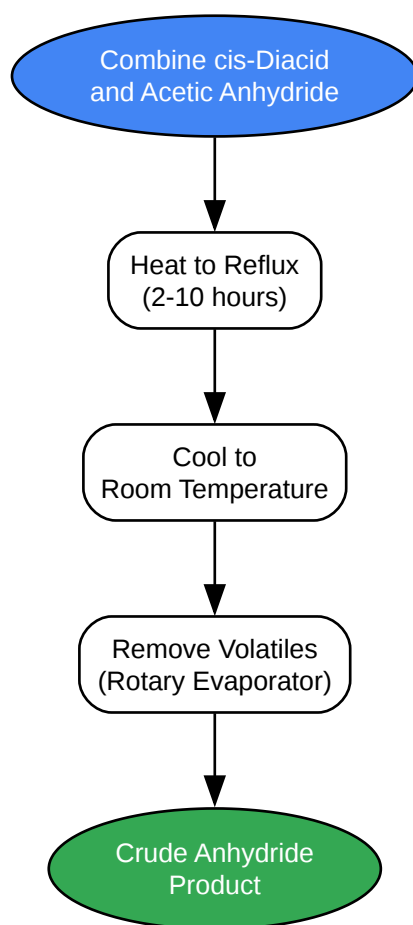 Combine cis-Diacid
and Acetic Anhydride
Heat to Reflux
(2-10 hours)
Cool to
Room Temperature
Remove Volatiles
(Rotary Evaporator)
Crude Anhydride
Product